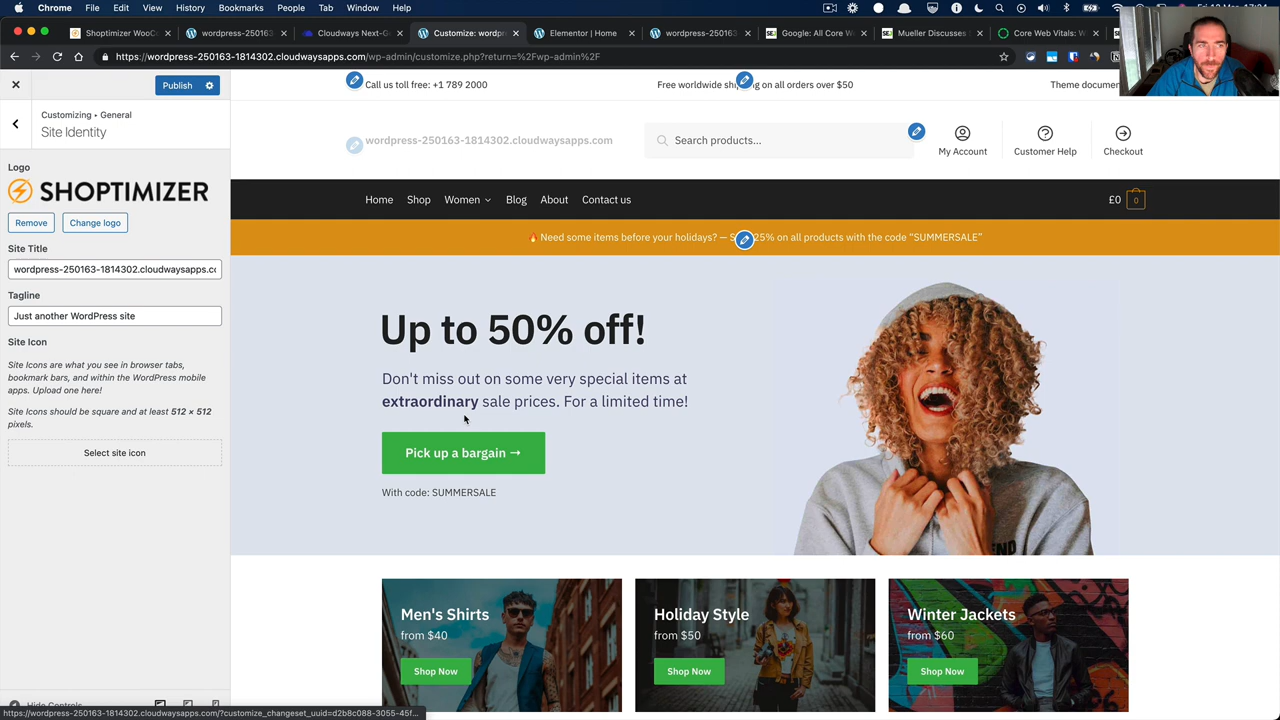 Chrome File Edit View History Bookmarks People Tab Window Help
Shoptimizer WooC
wordpress-250163
Cloudways Next-G
Customize: wordpr
Elementor | Home
wordpress-250163
Google: All Core W
Mueller Discusses
Core Web Vitals: W
https://wordpress-250163-1814302.cloudwaysapps.com/wp-admin/customize.php?return=%2Fwp-admin%2F
Publish
Customizing ▸ General
Site Identity
Logo
SHOPTIMIZER
Remove
Change logo
Site Title
wordpress-250163-1814302.cloudwaysapps.co
Tagline
Just another WordPress site
Site Icon
Site Icons are what you see in browser tabs,
bookmark bars, and within the WordPress mobile
apps. Upload one here!
Site Icons should be square and at least 512 × 512
pixels.
Select site icon
Hide Controls
Call us toll free: +1 789 2000
Free worldwide on all orders over $50
Theme
wordpress-250163-1814302.cloudwaysapps.com
Search products...
My Account
Customer Help
Checkout
Home Shop Women Blog About Contact us
£0 0
🔥Need some items before your holidays? — 25% on all products with the code “SUMMERSALE”
Up to 50% off!
Don't miss out on some very special items at
extraordinary sale prices. For a limited time!
Pick up a bargain →
With code: SUMMERSALE
Men's Shirts
from $40
Shop Now
Holiday Style
from $50
Shop Now
Winter Jackets
from $60
Shop Now
https://wordpress-250163-1814302.cloudwaysapps.com/?customize_changeset_uuid=d2b8c088-3055-45f...